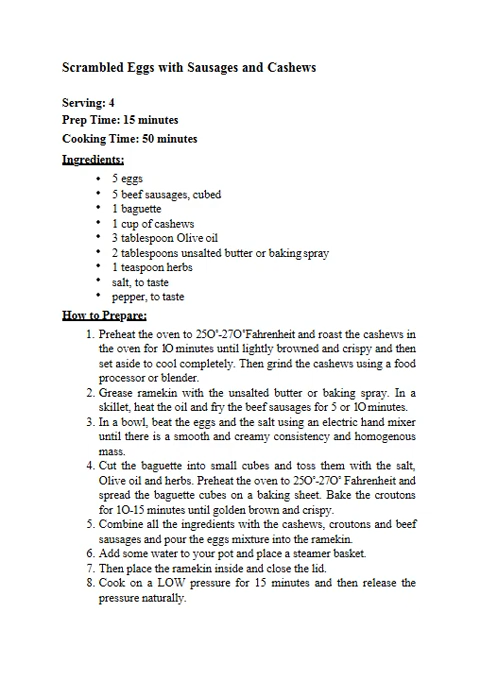 Scrambled Eggs with Sausages and Cashews
Serving: 4
Prep Time: 15 minutes
Cooking Time: 50 minutes
Ingredients:
• 5 eggs
• 5 beef sausages, cubed
• 1 baguette
• 1 cup of cashews
• 3 tablespoon Olive oil
• 2 tablespoons unsalted butter or baking spray
• 1 teaspoon herbs
• salt, to taste
• pepper, to taste
How to Prepare:
1. Preheat the oven to 25O°-27O°Fahrenheit and roast the cashews in
the oven for 1O minutes until lightly browned and crispy and then
set aside to cool completely. Then grind the cashews using a food
processor or blender.
2. Grease ramekin with the unsalted butter or baking spray. In a
skillet, heat the oil and fry the beef sausages for 5 or 1O minutes.
3. In a bowl, beat the eggs and the salt using an electric hand mixer
until there is a smooth and creamy consistency and homogenous
mass.
4. Cut the baguette into small cubes and toss them with the salt,
Olive oil and herbs. Preheat the oven to 25O°-27O° Fahrenheit and
spread the baguette cubes on a baking sheet. Bake the croutons
for 1O-15 minutes until golden brown and crispy.
5. Combine all the ingredients with the cashews, croutons and beef
sausages and pour the eggs mixture into the ramekin.
6. Add some water to your pot and place a steamer basket.
7. Then place the ramekin inside and close the lid.
8. Cook on a LOW pressure for 15 minutes and then release the
pressure naturally.